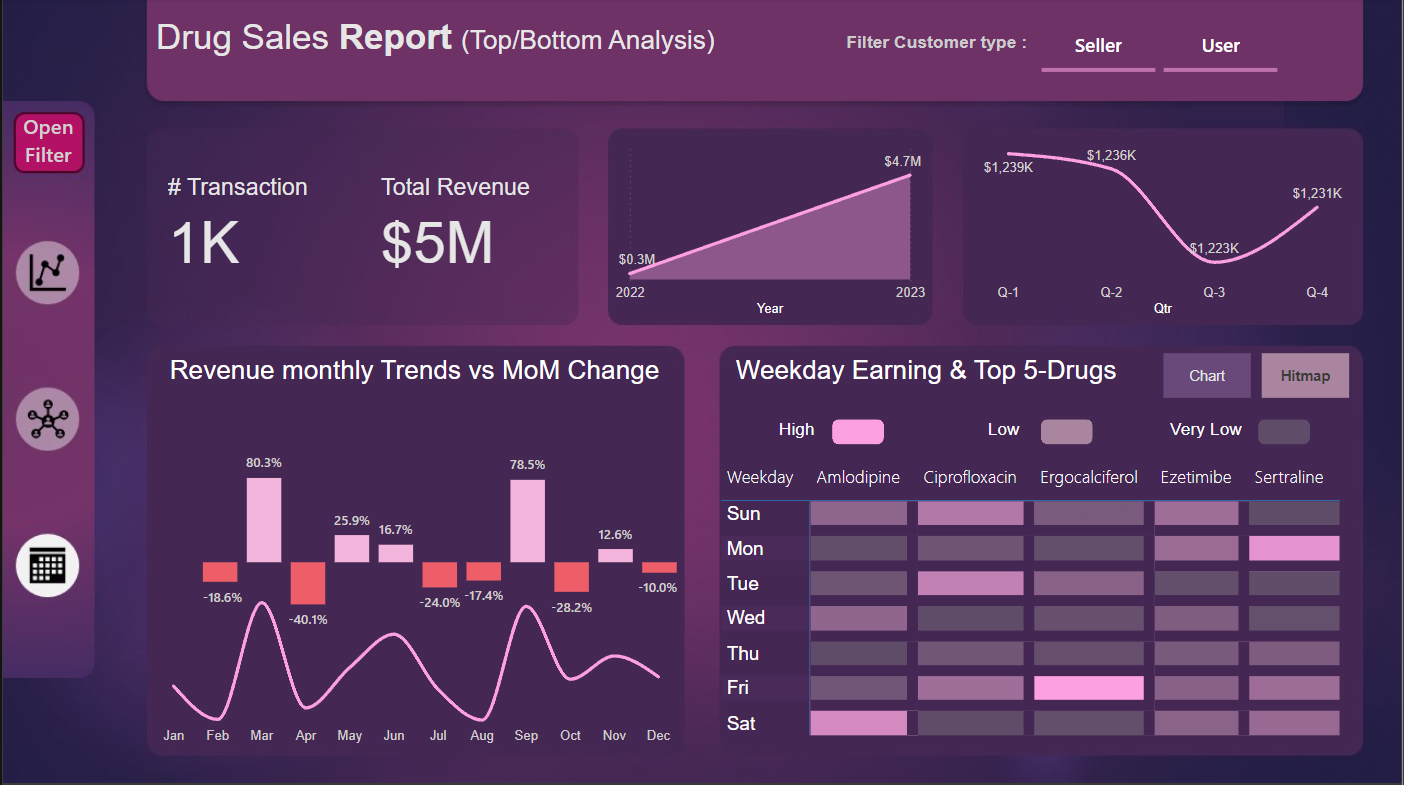 Drug Sales Report (Top/Bottom Analysis)
Filter Customer type :
Seller
User
Open
Filter
# Transaction
1K
Total Revenue
$5M
$4.7M
$0.3M
2022
2023
Year
$1,239K
$1,236K
$1,223K
$1,231K
Q-1
Q-2
Q-3
Q-4
Qtr
Revenue monthly Trends vs MoM Change
80.3%
78.5%
25.9%
16.7%
12.6%
-18.6%
-40.1%
-24.0%
-17.4%
-28.2%
-10.0%
Jan
Feb
Mar
Apr
May
Jun
Jul
Aug
Sep
Oct
Nov
Dec
Weekday Earning & Top 5-Drugs
Chart
Hitmap
High
Low
Very Low
Weekday
Amlodipine
Ciprofloxacin
Ergocalciferol
Ezetimibe
Sertraline
Sun
Mon
Tue
Wed
Thu
Fri
Sat